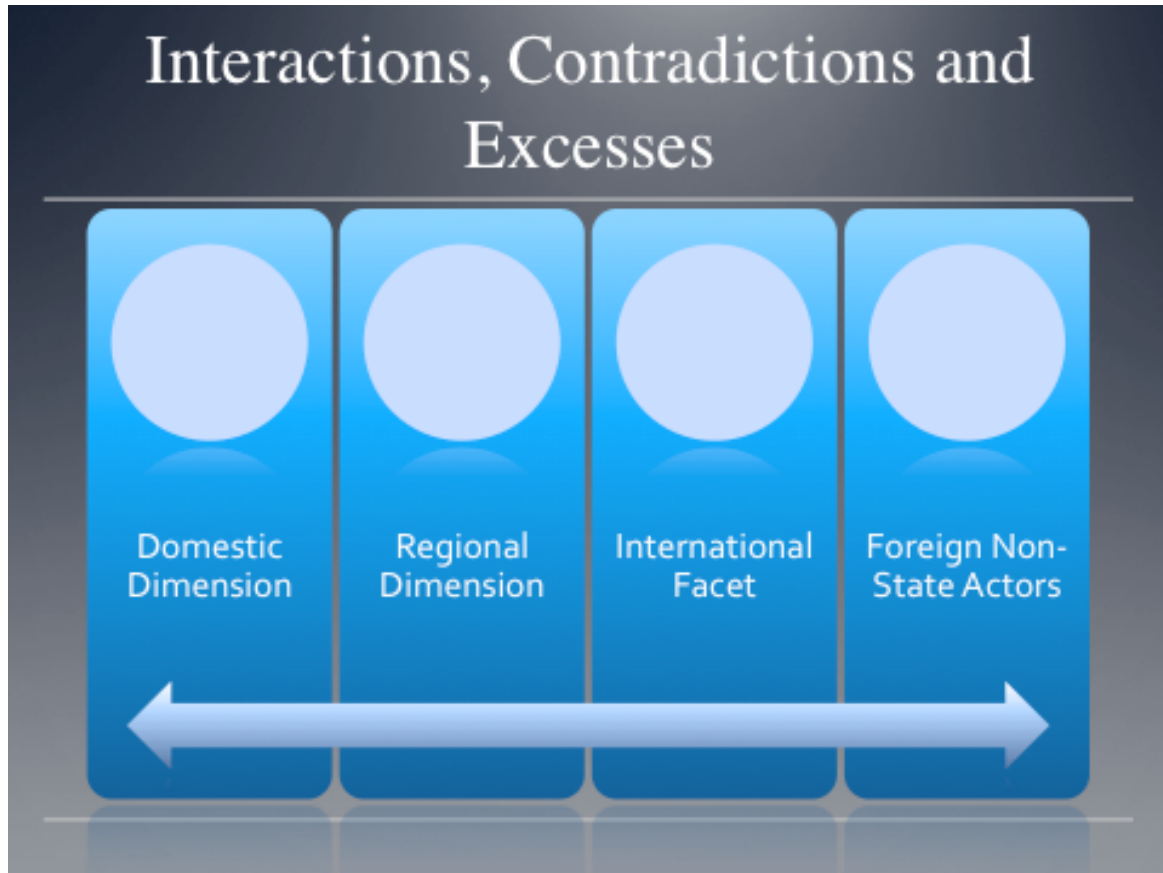 Interactions, Contradictions and
Excesses
Domestic
Dimension
Regional
Dimension
International
Facet
Foreign Non-
State Actors